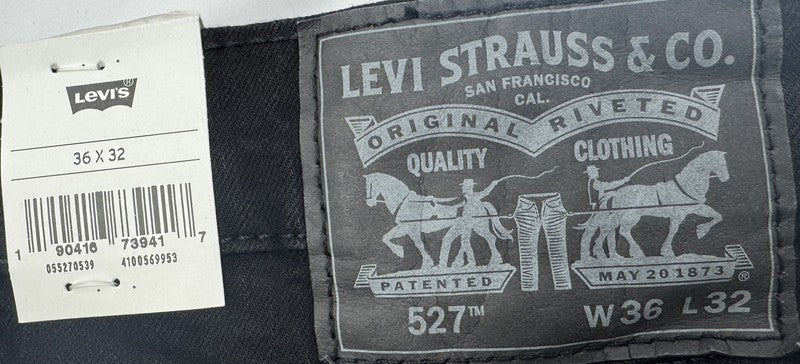 LEVI'S®
36 X 32
1 90416 73941 7
055270539 4100569953
LEVI STRAUSS & CO.
SAN FRANCISCO
CAL.
ORIGINAL RIVETED
QUALITY CLOTHING
PATENTED MAY 20 1873 ®
527™ W36 L32